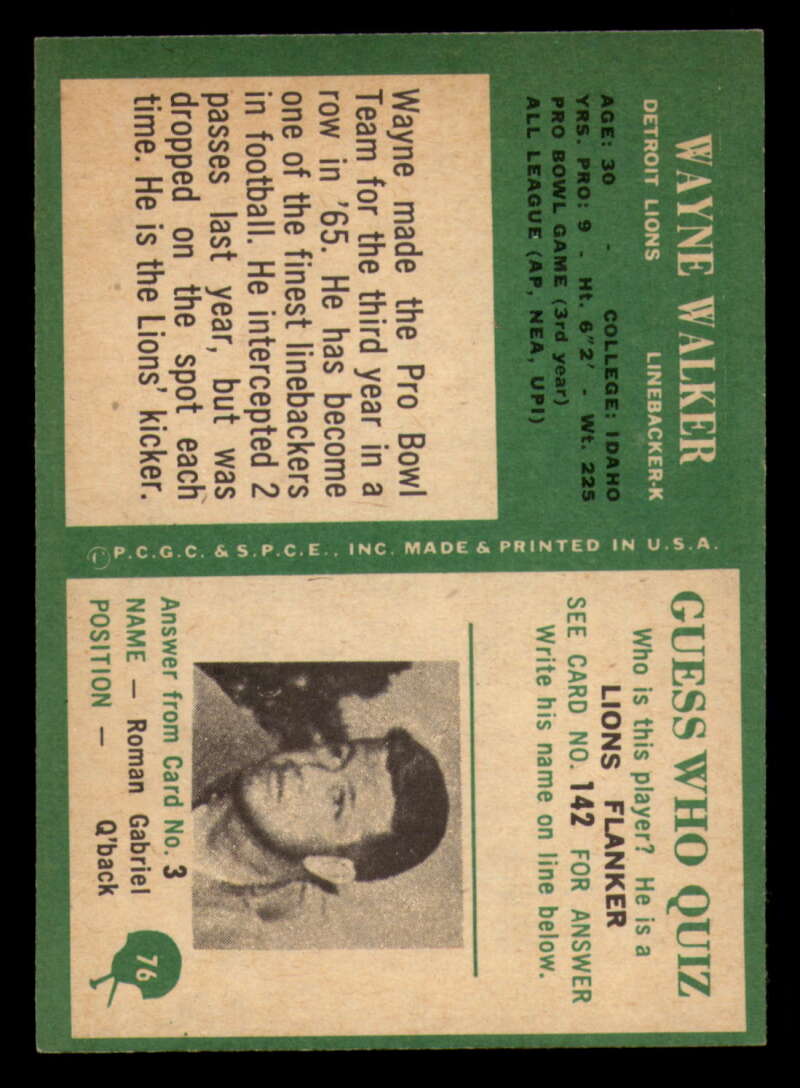 WAYNE WALKER
DETROIT LIONS LINEBACKER-K
AGE: 30 - COLLEGE: IDAHO
YRS. PRO: 9 - Ht. 6"2' - Wt. 225
PRO BOWL GAME (3rd year)
ALL LEAGUE (AP, NEA, UPI)
Wayne made the Pro Bowl
Team for the third year in a
row in '65. He has become
one of the finest linebackers
in football. He intercepted 2
passes last year, but was
dropped on the spot each
time. He is the Lions' kicker.
©P.C.G.C. & S.P.C.E., INC. MADE & PRINTED IN U.S.A.
GUESS WHO QUIZ
Who is this player? He is a
LIONS FLANKER
SEE CARD NO. 142 FOR ANSWER
Write his name on line below.
Answer from Card No. 3
NAME — Roman Gabriel
POSITION — Q'back
76